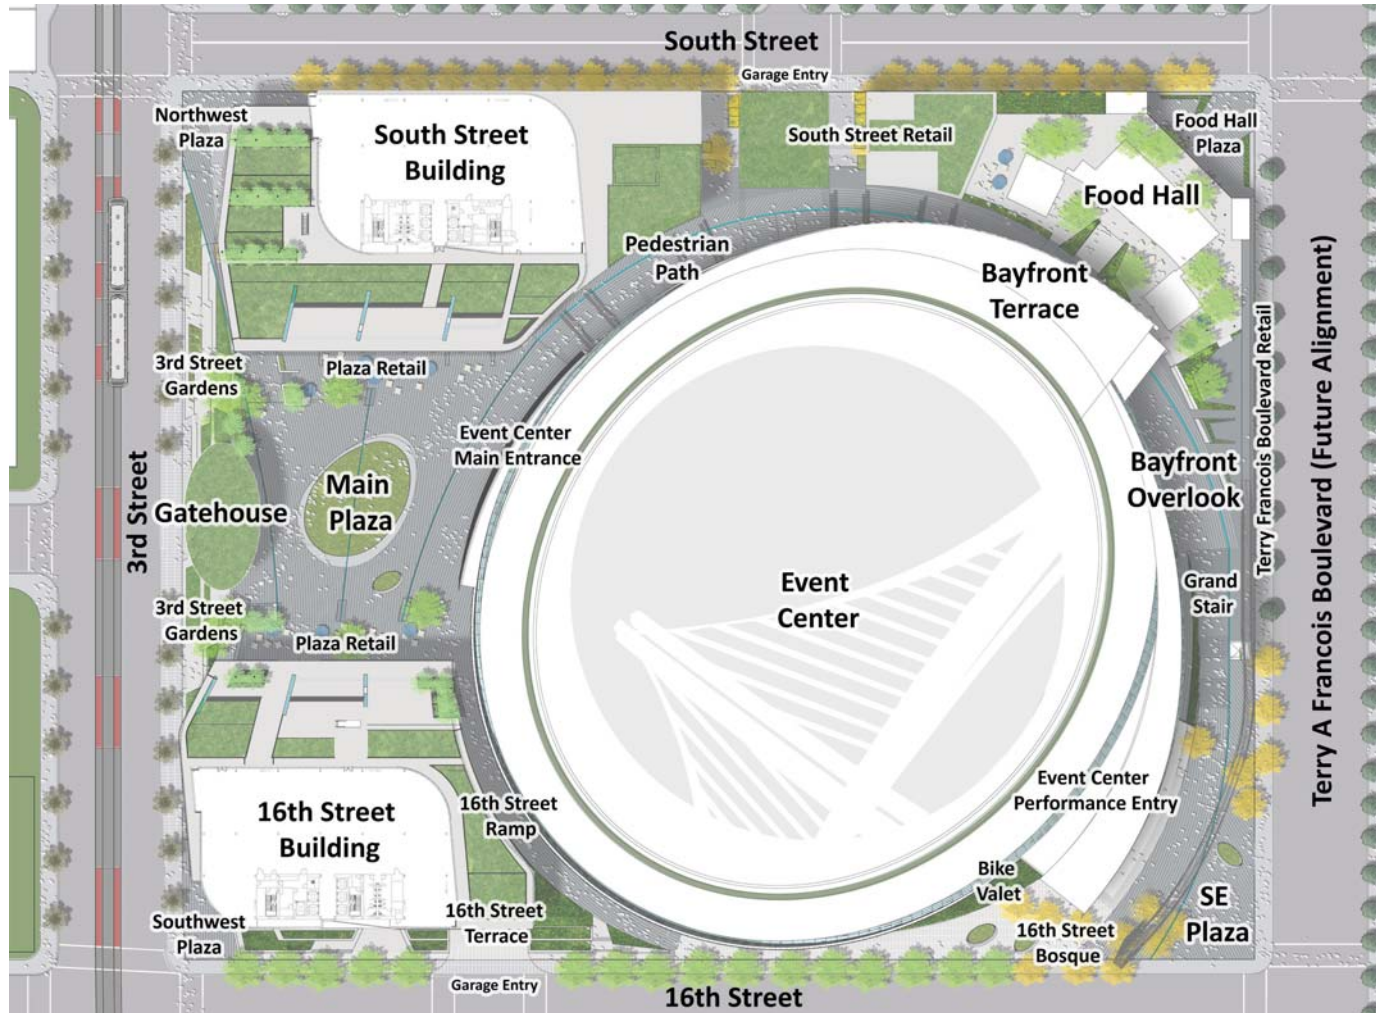 South Street
Garage Entry
Northwest
Plaza
South Street
Building
South Street Retail
Food Hall
Plaza
Food Hall
Pedestrian
Path
Bayfront
Terrace
3rd Street
Gardens
Plaza Retail
Terry Francois Boulevard Retail
Terry A Francois Boulevard (Future Alignment)
Event Center
Main Entrance
Bayfront
Overlook
3rd Street
Gatehouse
Main
Plaza
Event
Center
Grand
Stair
3rd Street
Gardens
Plaza Retail
16th Street
Building
16th Street
Ramp
Event Center
Performance Entry
Bike
Valet
SE
Plaza
Southwest
Plaza
16th Street
Terrace
16th Street
Bosque
Garage Entry
16th Street